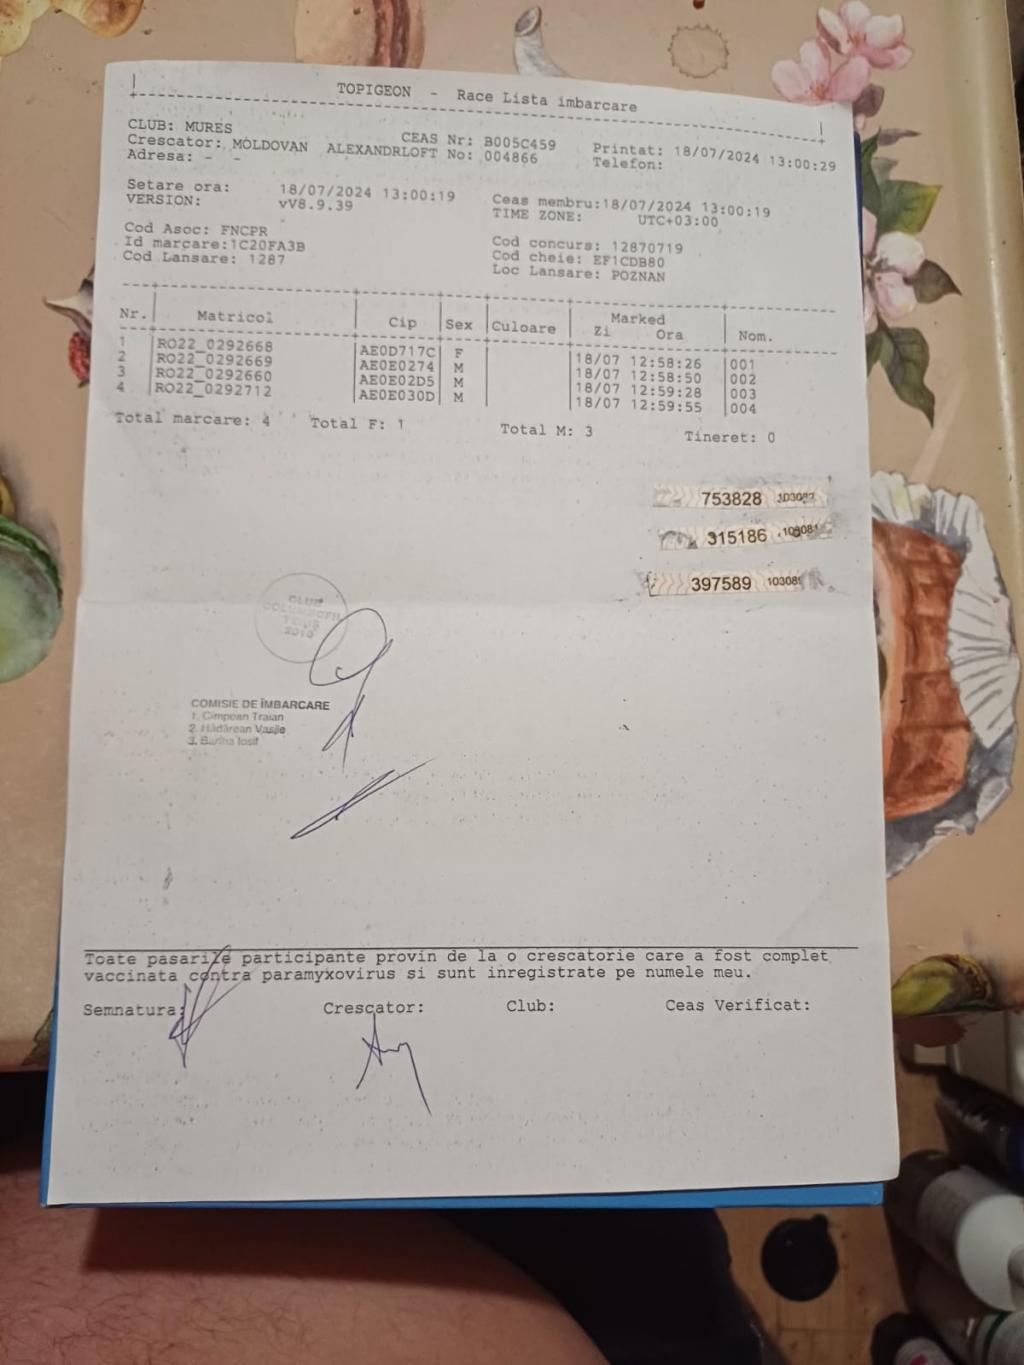 TOPIGEON - Race Lista imbarcare
CLUB: MURES
CEAS Nr: B005C459
Printat: 18/07/2024 13:00:29
Crescator: MOLDOVAN ALEXANDRLOFT No: 004866
Telefon:
Adresa: - -
Setare ora: 18/07/2024 13:00:19
Ceas membru:18/07/2024 13:00:19
VERSION: vV8.9.39
TIME ZONE: UTC+03:00
Cod Asoc: FNCPR
Cod concurs: 12870719
Id marcare:1C20FA3B
Cod cheie: EF1CDB80
Cod Lansare: 1287
Loc Lansare: POZNAN
Nr. Matricol Cip Sex Culoare Marked Zi Ora Nom.
1 RO22_0292668 AE0D717C F 18/07 12:58:26 001
2 RO22_0292669 AE0E0274 M 18/07 12:58:50 002
3 RO22_0292660 AE0E02D5 M 18/07 12:59:28 003
4 RO22_0292712 AE0E030D M 18/07 12:59:55 004
Total marcare: 4 Total F: 1 Total M: 3 Tineret: 0
753828
315186
397589
CLUB
COLUMBOFIL
2010
COMISIE DE ÎMBARCARE
1. Cîmpean Traian
2. Hădărean Vasile
3. Iosif
Toate pasarile participante provin de la o crescatorie care a fost complet
vaccinata contra paramyxovirus si sunt inregistrate pe numele meu.
Semnatura: Crescator: Club: Ceas Verificat: